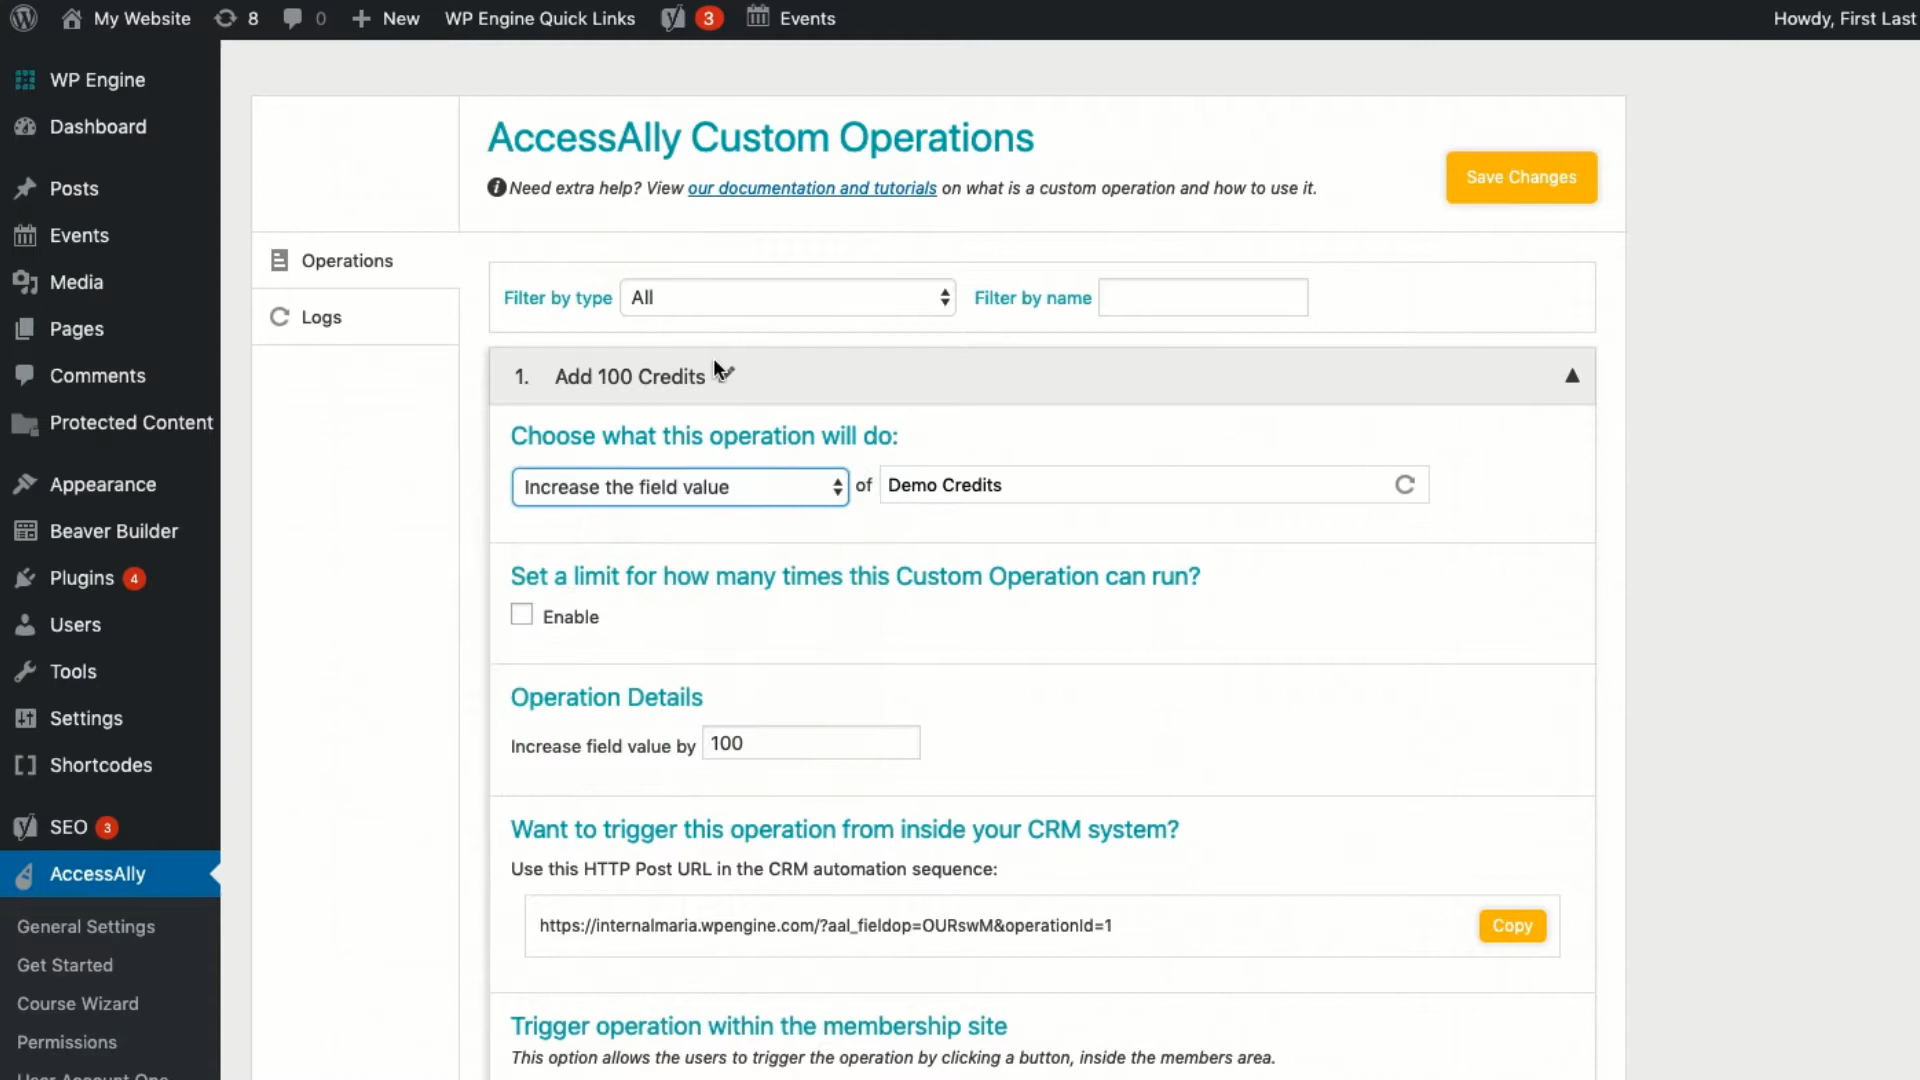 My Website 8 0 New WP Engine Quick Links 3 Events Howdy, First Last
WP Engine
Dashboard
Posts
Events
Media
Pages
Comments
Protected Content
Appearance
Beaver Builder
Plugins 4
Users
Tools
Settings
Shortcodes
SEO 3
AccessAlly
General Settings
Get Started
Course Wizard
Permissions
User Account Ops
Operations
Logs
AccessAlly Custom Operations
Need extra help? View our documentation and tutorials on what is a custom operation and how to use it.
Save Changes
Filter by type All Filter by name
1. Add 100 Credits
Choose what this operation will do:
Increase the field value of Demo Credits
Set a limit for how many times this Custom Operation can run?
Enable
Operation Details
Increase field value by 100
Want to trigger this operation from inside your CRM system?
Use this HTTP Post URL in the CRM automation sequence:
https://internalmaria.wpengine.com/?aal_fieldop=OURswM&operationId=1 Copy
Trigger operation within the membership site
This option allows the users to trigger the operation by clicking a button, inside the members area.